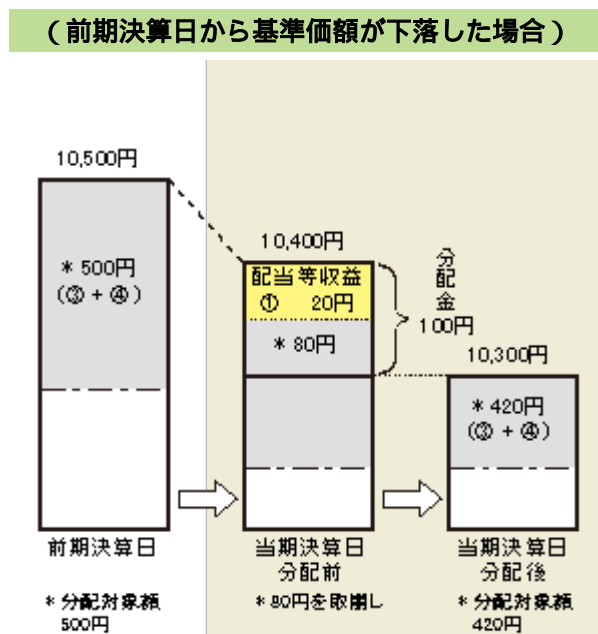 （前期決算日から基準価額が下落した場合）
10,500円
＊500円
（③＋④）
10,400円
配当等収益
① 20円
＊80円
分配金
100円
10,300円
＊420円
（③＋④）
前期決算日
当期決算日
分配前
当期決算日
分配後
＊分配対象額
500円
＊80円を取崩し
＊分配対象額
420円